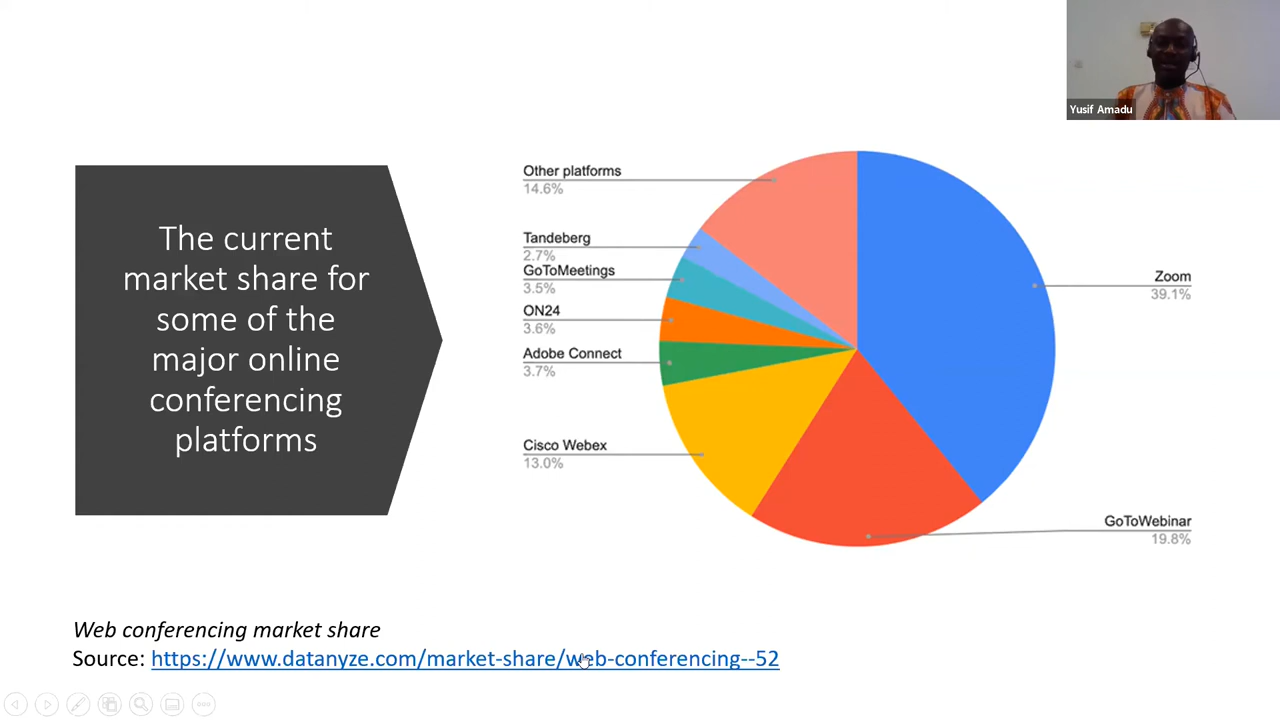 Yusif Amadu
The current
market share for
some of the
major online
conferencing
platforms
Other platforms
14.6%
Tandeberg
2.7%
GoToMeetings
3.5%
ON24
3.6%
Adobe Connect
3.7%
Cisco Webex
13.0%
Zoom
39.1%
GoToWebinar
19.8%
Web conferencing market share
Source: https://www.datanyze.com/market-share/web-conferencing--52